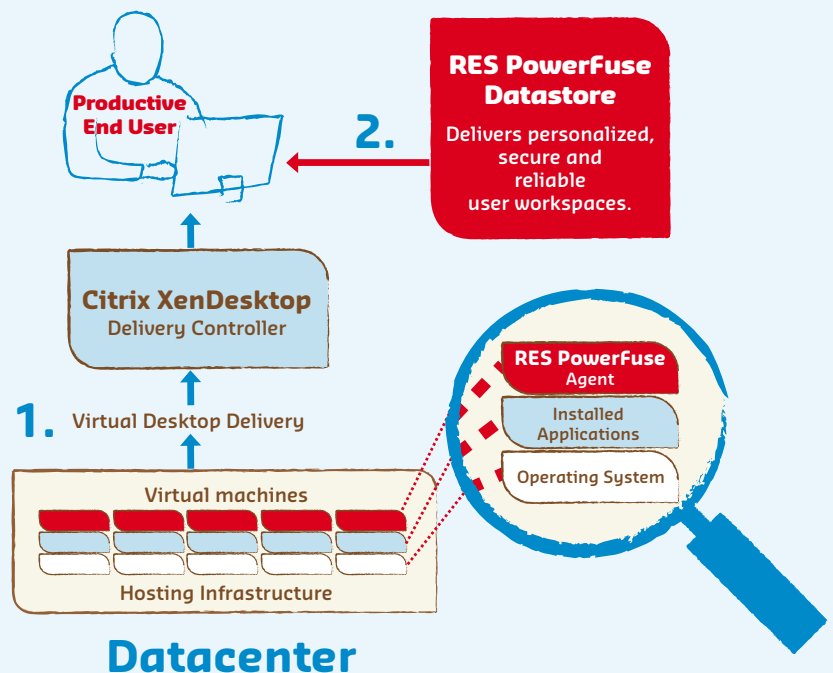 Productive
End User
2.
RES PowerFuse
Datastore
Delivers personalized,
secure and
reliable
user workspaces.
Citrix XenDesktop
Delivery Controller
1.
Virtual Desktop Delivery
RES PowerFuse
Agent
Installed
Applications
Operating System
Virtual machines
Hosting Infrastructure
Datacenter